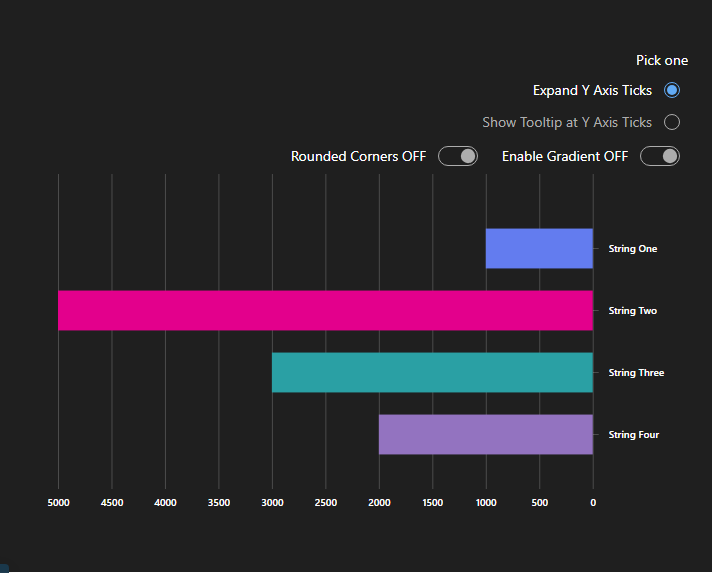 Pick one
Expand Y Axis Ticks
Show Tooltip at Y Axis Ticks
Rounded Corners OFF Enable Gradient OFF
String One
String Two
String Three
String Four
5000 4500 4000 3500 3000 2500 2000 1500 1000 500 0